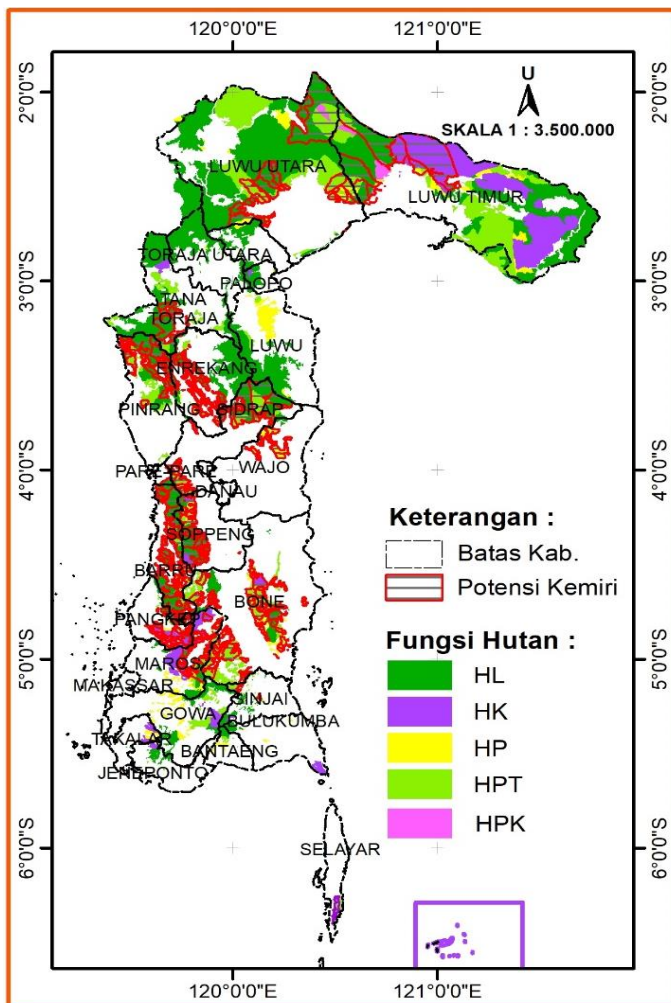 120°0'0"E 121°0'0"E
2°0'0"S 2°0'0"S
U
SKALA 1 : 3.500.000
LUWU UTARA
LUWU TIMUR
TORAJA UTARA
3°0'0"S 3°0'0"S
PALOPO
TANA
TORAJA
LUWU
ENREKANG
PINRANG SIDRAP
4°0'0"S 4°0'0"S
PARE-PARE WAJO
DANAU
SOPPENG
BARRU
BONE
PANGKEP
5°0'0"S 5°0'0"S
MAROS
MAKASSAR
SINJAI
GOWA
BULUKUMBA
TAKALAR
BANTAENG
JENEPONTO
6°0'0"S 6°0'0"S
SELAYAR
Keterangan :
Batas Kab.
Potensi Kemiri
Fungsi Hutan :
HL
HK
HP
HPT
HPK
120°0'0"E 121°0'0"E